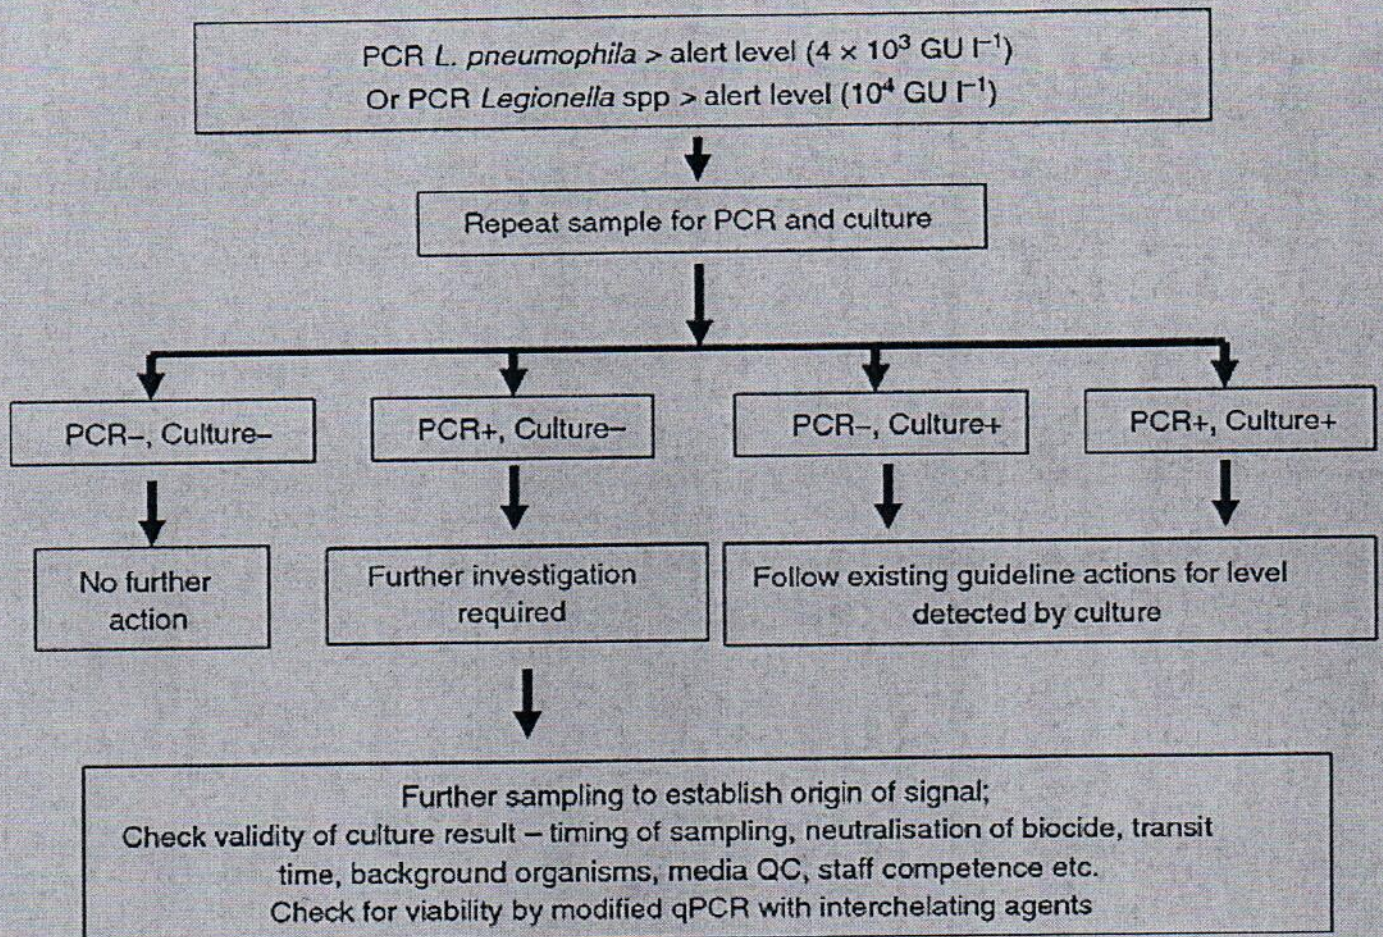 PCR L. pneumophila > alert level (4 × 10³ GU l⁻¹)
Or PCR Legionella spp > alert level (10⁴ GU l⁻¹)
Repeat sample for PCR and culture
PCR–, Culture–
PCR+, Culture–
PCR–, Culture+
PCR+, Culture+
No further
action
Further investigation
required
Follow existing guideline actions for level
detected by culture
Further sampling to establish origin of signal;
Check validity of culture result – timing of sampling, neutralisation of biocide, transit
time, background organisms, media QC, staff competence etc.
Check for viability by modified qPCR with interchelating agents